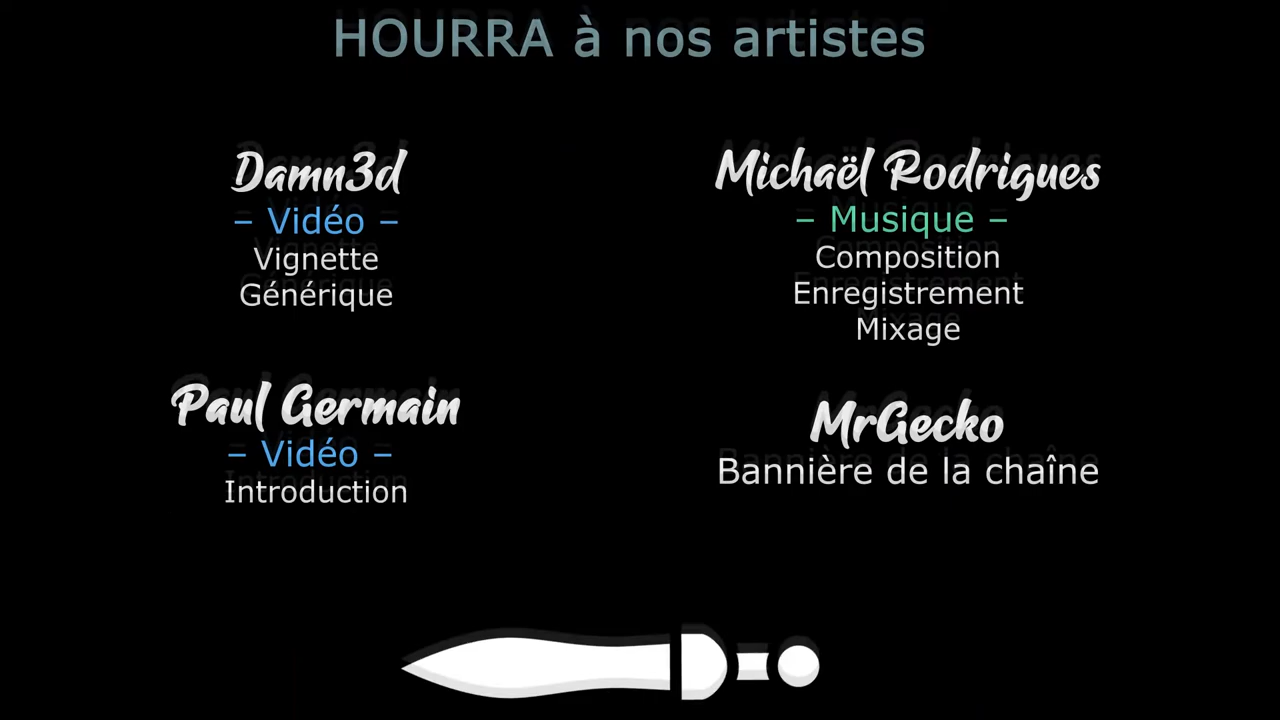 HOURRA à nos artistes
Damn3d
– Vidéo –
Vignette
Générique
Michaël Rodrigues
– Musique –
Composition
Enregistrement
Mixage
Paul Germain
– Vidéo –
Introduction
MrGecko
Bannière de la chaîne